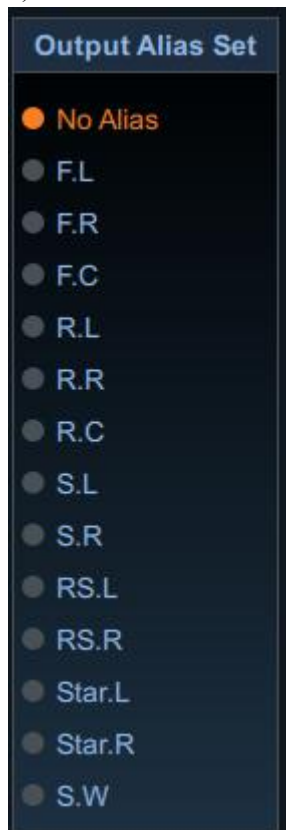 Output Alias Set
No Alias
F.L
F.R
F.C
R.L
R.R
R.C
S.L
S.R
RS.L
RS.R
Star.L
Star.R
S.W